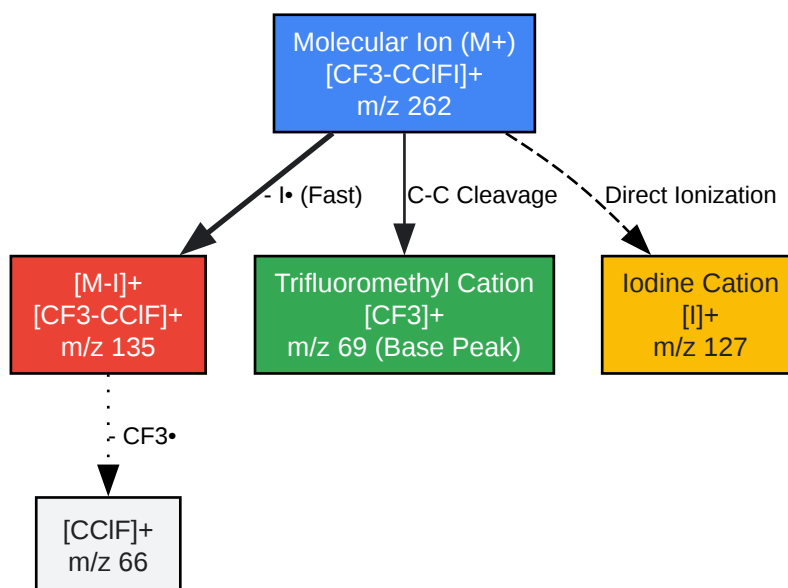 Molecular Ion (M+)
[CF3-CClFI]+
m/z 262
- I• (Fast)
C-C Cleavage
Direct Ionization
[M-I]+
[CF3-CClF]+
m/z 135
Trifluoromethyl Cation
[CF3]+
m/z 69 (Base Peak)
Iodine Cation
[I]+
m/z 127
- CF3•
[CClF]+
m/z 66